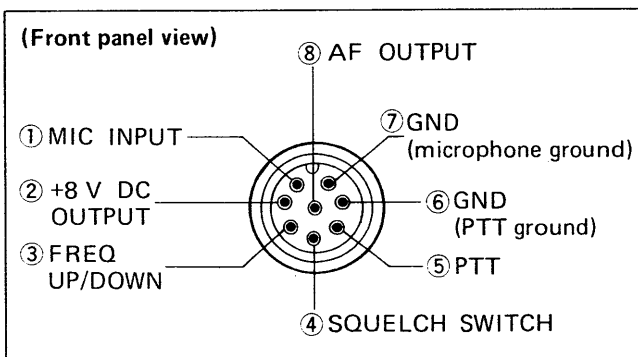 (Front panel view)
⑧ AF OUTPUT
① MIC INPUT
⑦ GND
(microphone ground)
② +8 V DC
OUTPUT
⑥ GND
(PTT ground)
③ FREQ
UP/DOWN
⑤ PTT
④ SQUELCH SWITCH